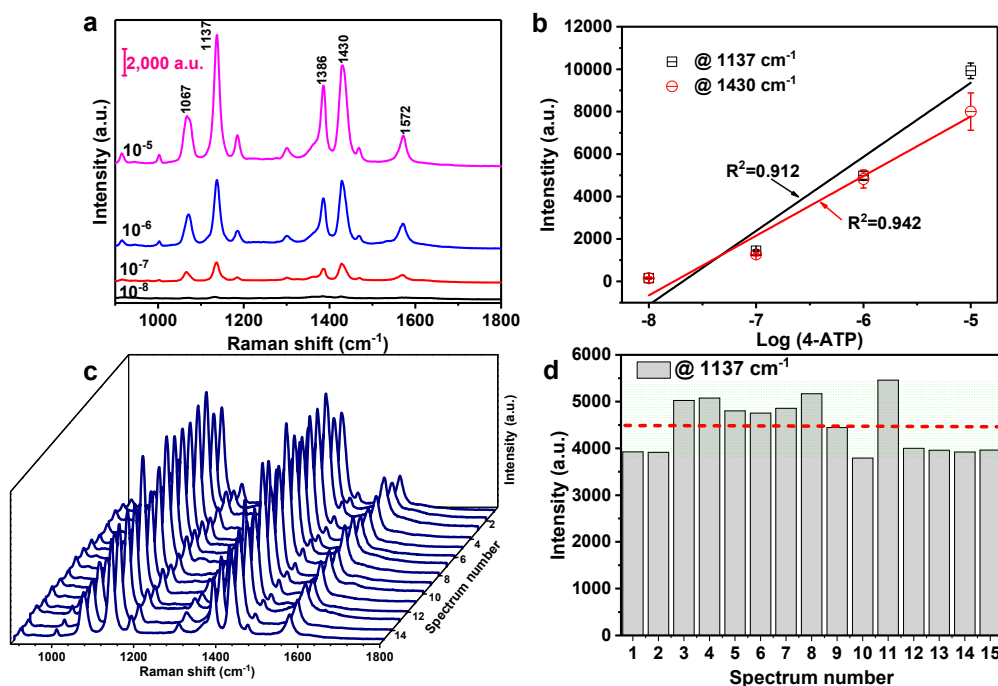 a
2,000 a.u.
1067
1137
1386
1430
1572
10-5
10-6
10-7
10-8
Intensity (a.u.)
800 1000 1200 1400 1600 1800
Raman shift (cm-1)
b
@ 1137 cm-1
@ 1430 cm-1
R2=0.912
R2=0.942
Intenstity (a.u.)
10000
8000
6000
4000
2000
0
-8 -7 -6 -5
Log (4-ATP)
c
Intensity (a.u.)
2
4
6
8
10
12
14
Spectrum number
1000 1200 1400 1600 1800
Raman shift (cm-1)
d
@ 1137 cm-1
Intensity (a.u.)
6000
5000
4000
3000
2000
1000
0
1 2 3 4 5 6 7 8 9 10 11 12 13 14 15
Spectrum number